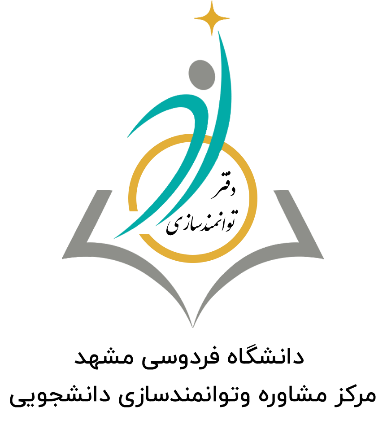 دفتر
توانمندسازی
دانشگاه فردوسی مشهد
مرکز مشاوره وتوانمندسازی دانشجویی